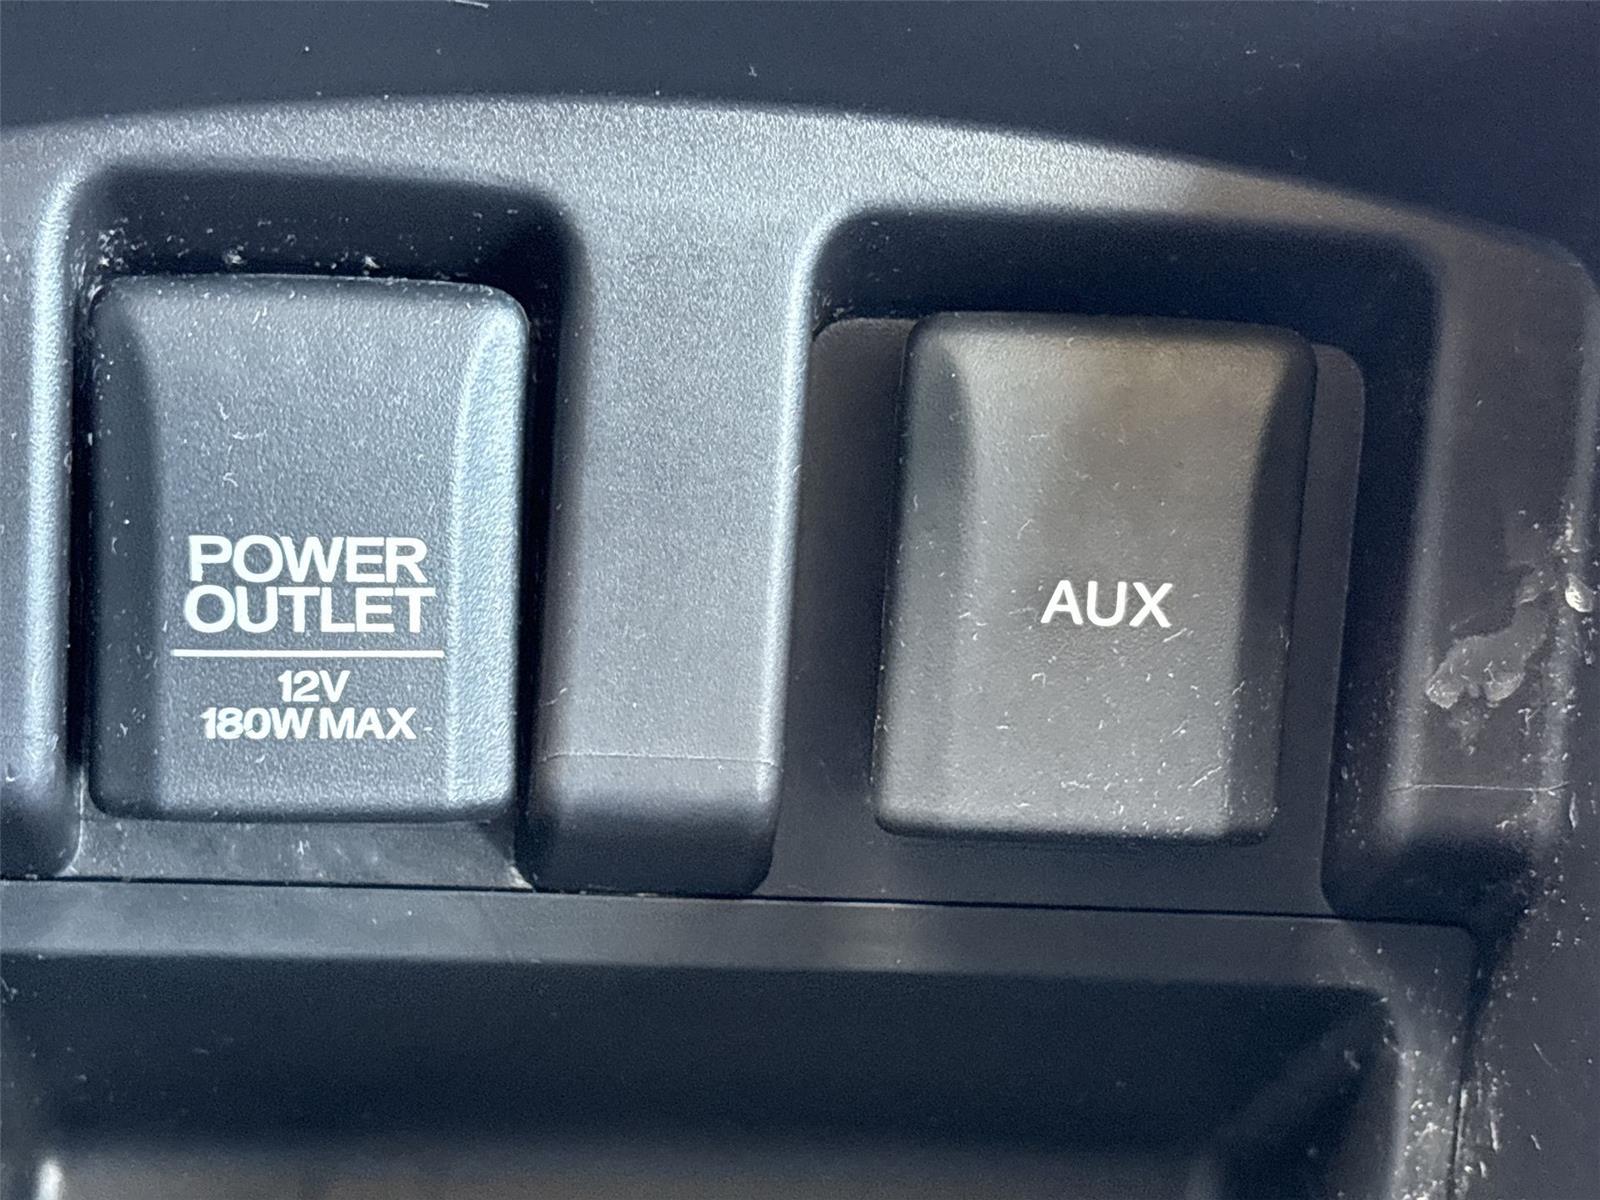 POWER
OUTLET
12V
180W MAX
AUX